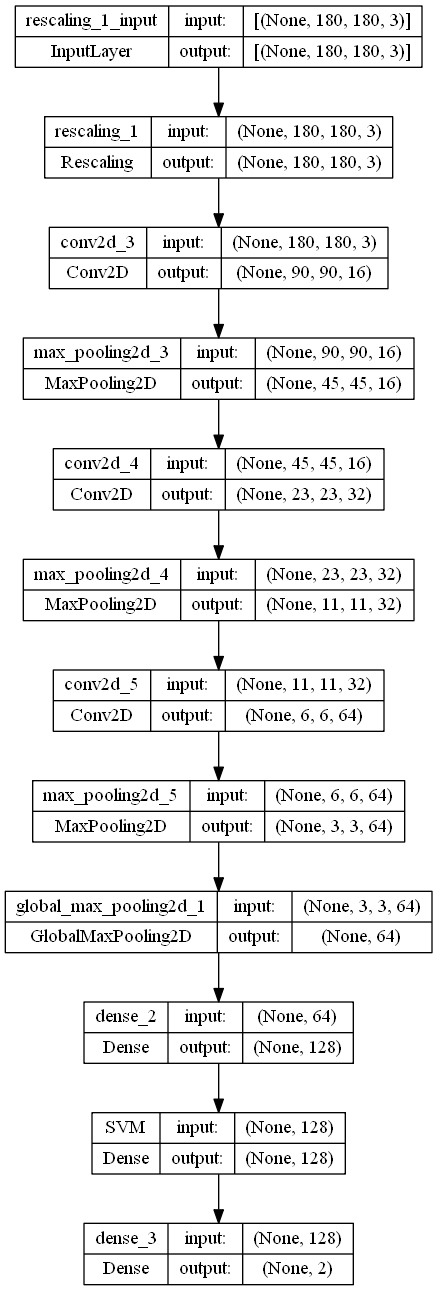 rescaling_1_input input: [(None, 180, 180, 3)]
InputLayer output: [(None, 180, 180, 3)]
rescaling_1 input: (None, 180, 180, 3)
Rescaling output: (None, 180, 180, 3)
conv2d_3 input: (None, 180, 180, 3)
Conv2D output: (None, 90, 90, 16)
max_pooling2d_3 input: (None, 90, 90, 16)
MaxPooling2D output: (None, 45, 45, 16)
conv2d_4 input: (None, 45, 45, 16)
Conv2D output: (None, 23, 23, 32)
max_pooling2d_4 input: (None, 23, 23, 32)
MaxPooling2D output: (None, 11, 11, 32)
conv2d_5 input: (None, 11, 11, 32)
Conv2D output: (None, 6, 6, 64)
max_pooling2d_5 input: (None, 6, 6, 64)
MaxPooling2D output: (None, 3, 3, 64)
global_max_pooling2d_1 input: (None, 3, 3, 64)
GlobalMaxPooling2D output: (None, 64)
dense_2 input: (None, 64)
Dense output: (None, 128)
SVM input: (None, 128)
Dense output: (None, 128)
dense_3 input: (None, 128)
Dense output: (None, 2)